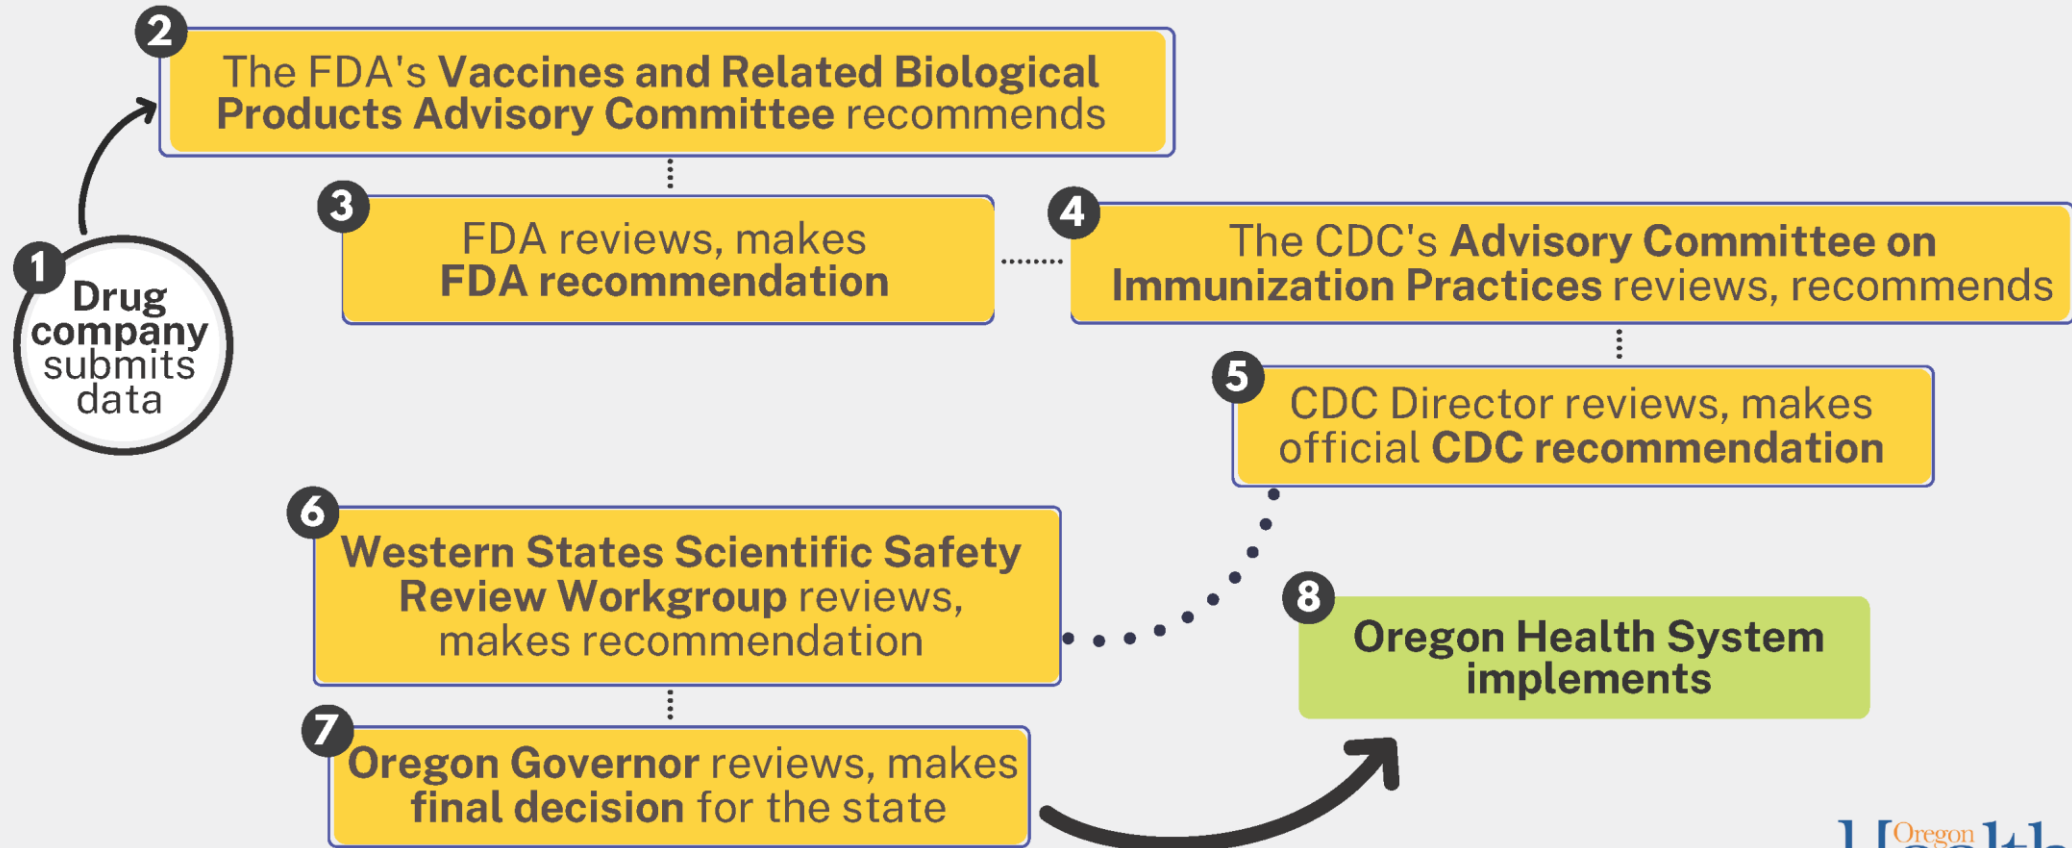 2
The FDA's Vaccines and Related Biological
Products Advisory Committee recommends
3
FDA reviews, makes
FDA recommendation
4
The CDC's Advisory Committee on
Immunization Practices reviews, recommends
1
Drug
company
submits
data
5
CDC Director reviews, makes
official CDC recommendation
6
Western States Scientific Safety
Review Workgroup reviews,
makes recommendation
8
Oregon Health System
implements
7
Oregon Governor reviews, makes
final decision for the state
Oregon